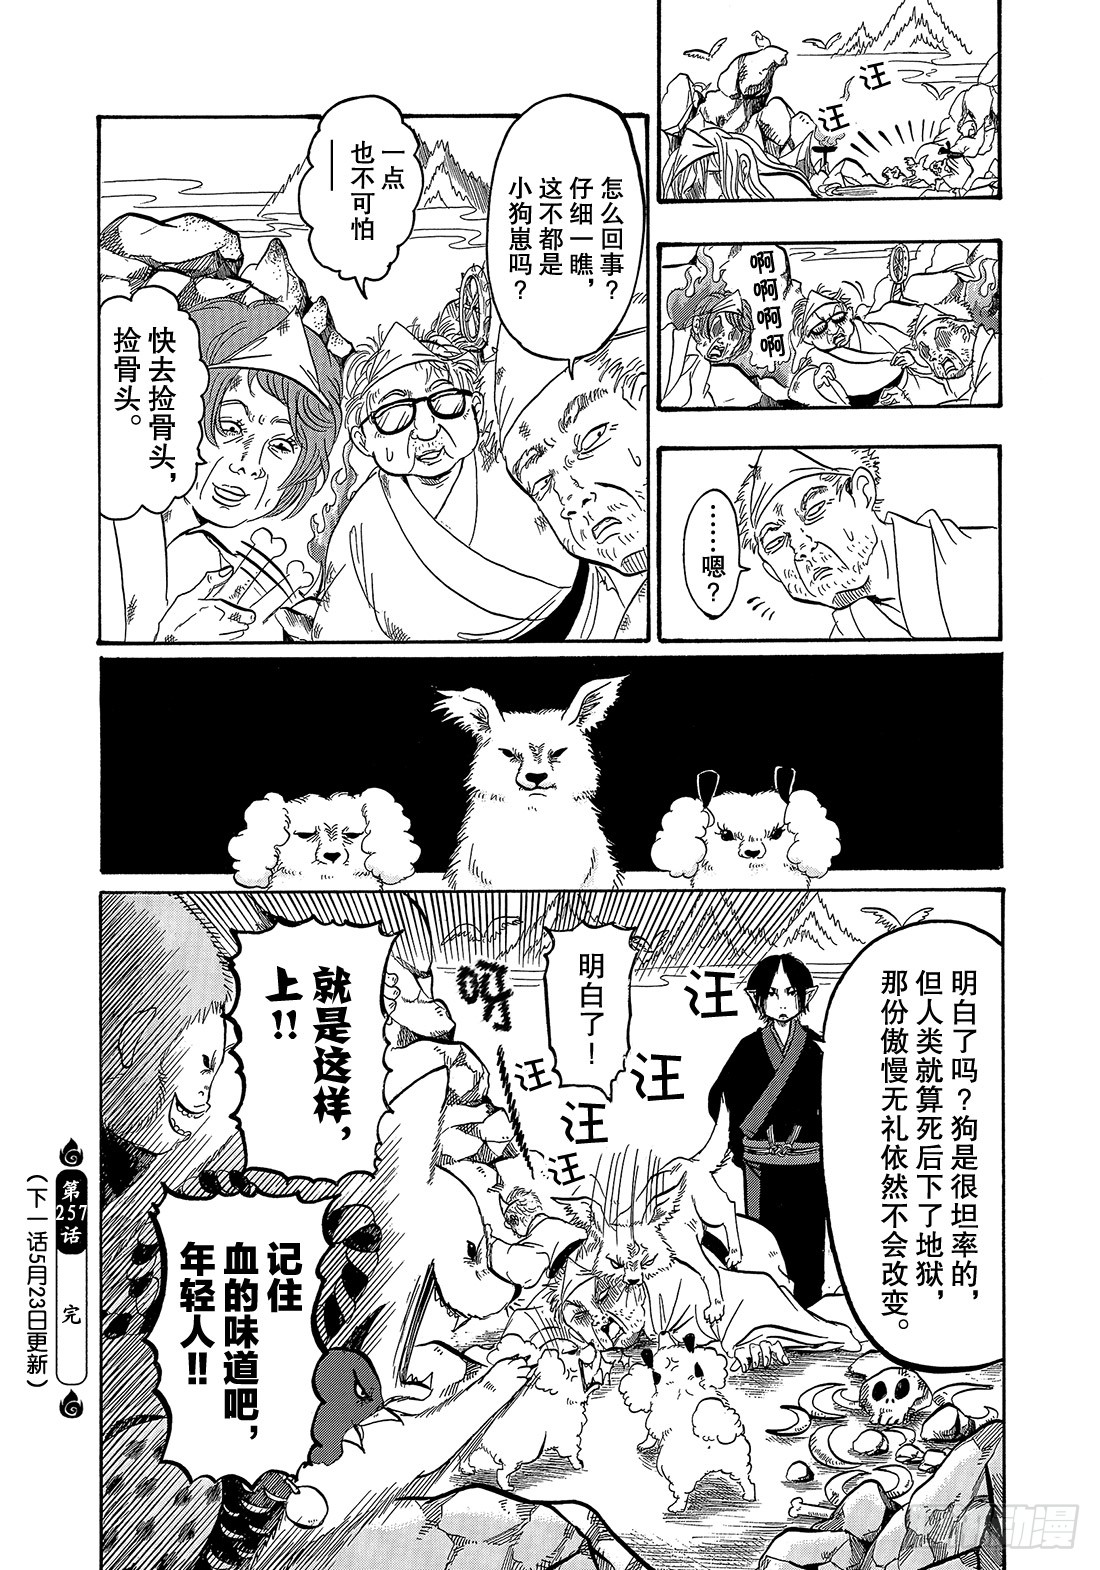 汪
汪
啊啊啊啊
……嗯?
怎么回事?
仔细一瞧,
这不都是
小狗崽吗?
一点
也不可怕
——
快去捡骨头,
捡骨头。
明白了吗?狗是很坦率的,
但人类就算死后下了地狱,
那份傲慢无礼依然不会改变。
汪
明白了!
汪
汪
汪
汪
呀
就是这样,
上!!
记住
血的味道吧,
年轻人!!
第257话
完
(下一话5月23日更新)
动漫